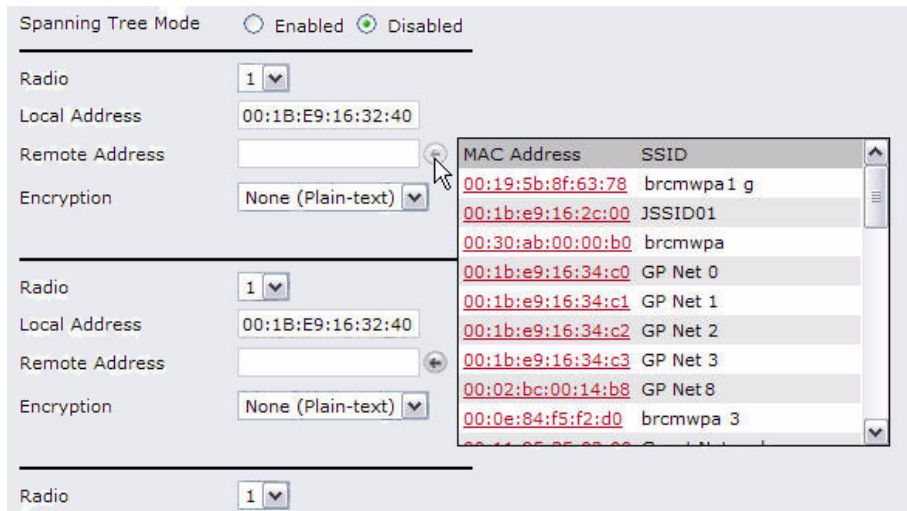 Spanning Tree Mode Enabled Disabled
Radio 1
Local Address 00:1B:E9:16:32:40
Remote Address
Encryption None (Plain-text)
MAC Address SSID
00:19:5b:8f:63:78 brcmwpa1 g
00:1b:e9:16:2c:00 JSSID01
00:30:ab:00:00:b0 brcmwpa
00:1b:e9:16:34:c0 GP Net 0
00:1b:e9:16:34:c1 GP Net 1
00:1b:e9:16:34:c2 GP Net 2
00:1b:e9:16:34:c3 GP Net 3
00:02:bc:00:14:b8 GP Net 8
00:0e:84:f5:f2:d0 brcmwpa 3
Radio 1
Local Address 00:1B:E9:16:32:40
Remote Address
Encryption None (Plain-text)
Radio 1